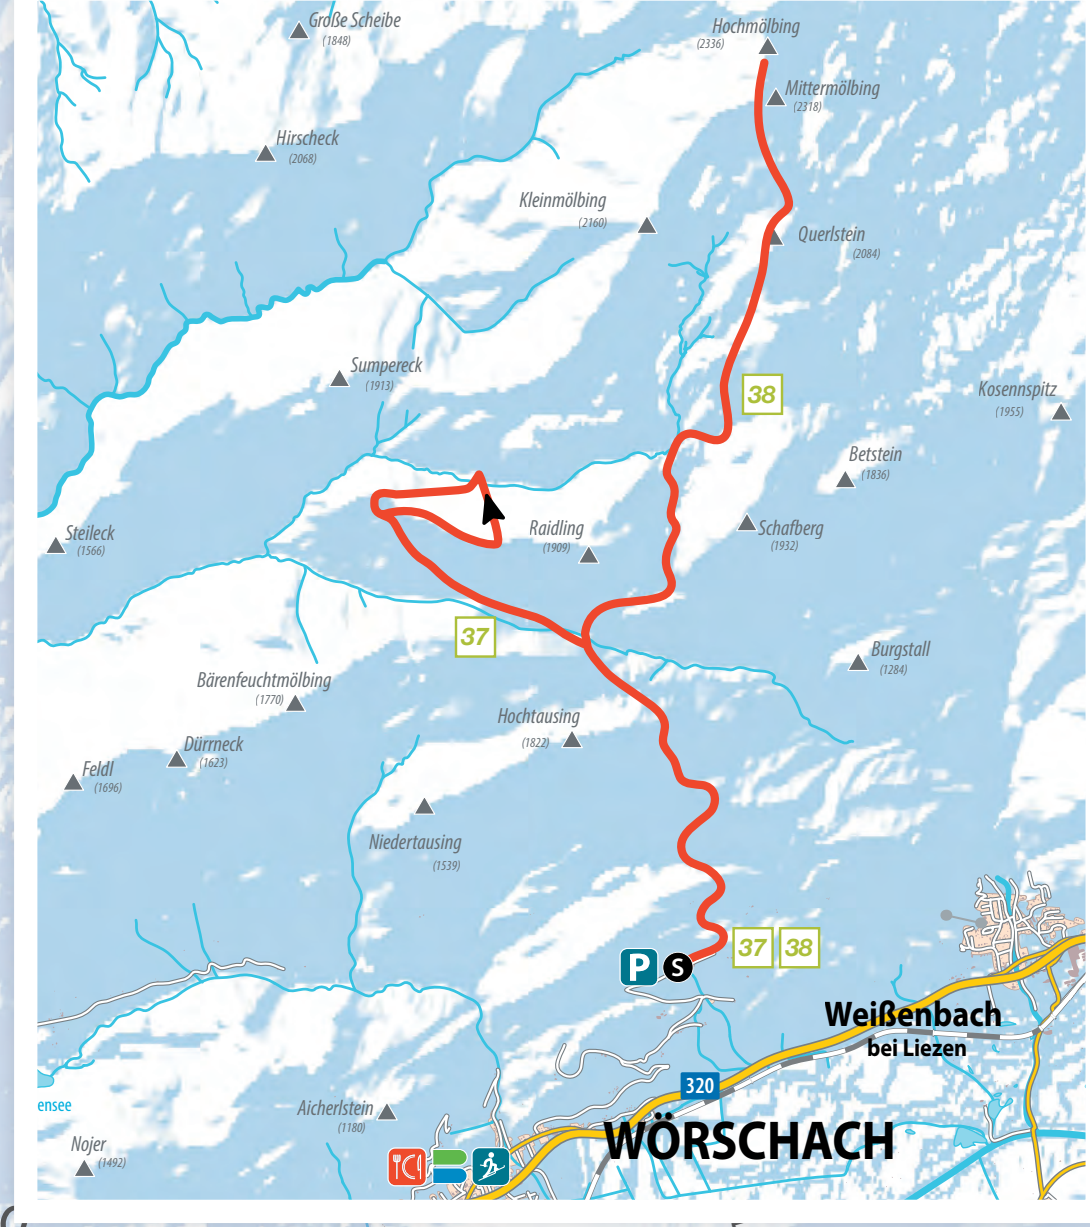 Große Scheibe
(1848)
Hochmölbing
(2336)
Mittermölbing
(2318)
Hirscheck
(2068)
Kleinmölbing
(2160)
Querlstein
(2084)
Sumpereck
(1913)
38
Kosennspitz
(1955)
Betstein
(1836)
Steileck
(1566)
Raidling
(1909)
Schafberg
(1932)
37
Burgstall
(1284)
Bärenfeuchtmölbing
(1770)
Hochtausing
(1822)
Dürrneck
(1623)
Feldl
(1696)
Niedertausing
(1539)
37 38
P S
Weißenbach
bei Liezen
320
ensee
Aicherlstein
(1180)
WÖRSCHACH
Nojer
(1492)